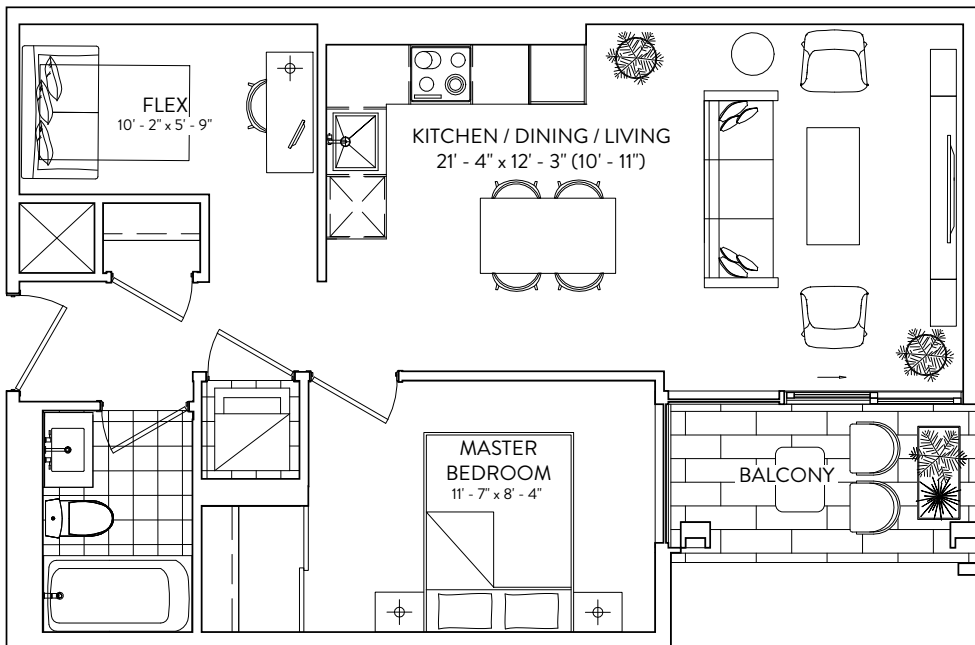 FLEX
10' - 2" x 5' - 9"
KITCHEN / DINING / LIVING
21' - 4" x 12' - 3" (10' - 11")
MASTER
BEDROOM
11' - 7" x 8' - 4"
BALCONY